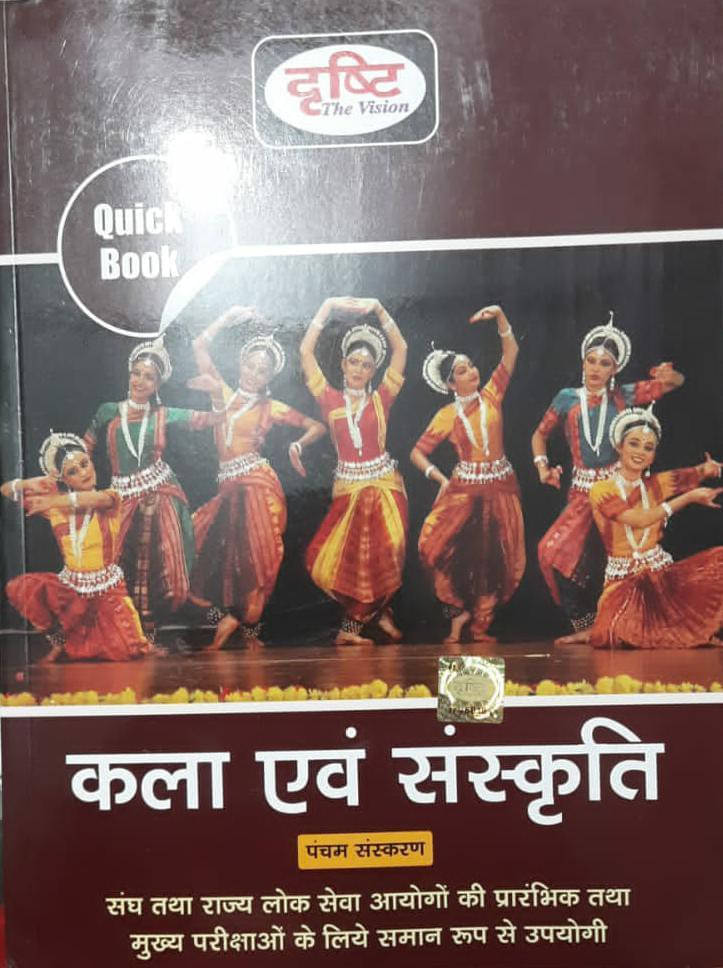 दृष्टि
The Vision
Quick
Book
कला एवं संस्कृति
पंचम संस्करण
संघ तथा राज्य लोक सेवा आयोगों की प्रारंभिक तथा
मुख्य परीक्षाओं के लिये समान रूप से उपयोगी